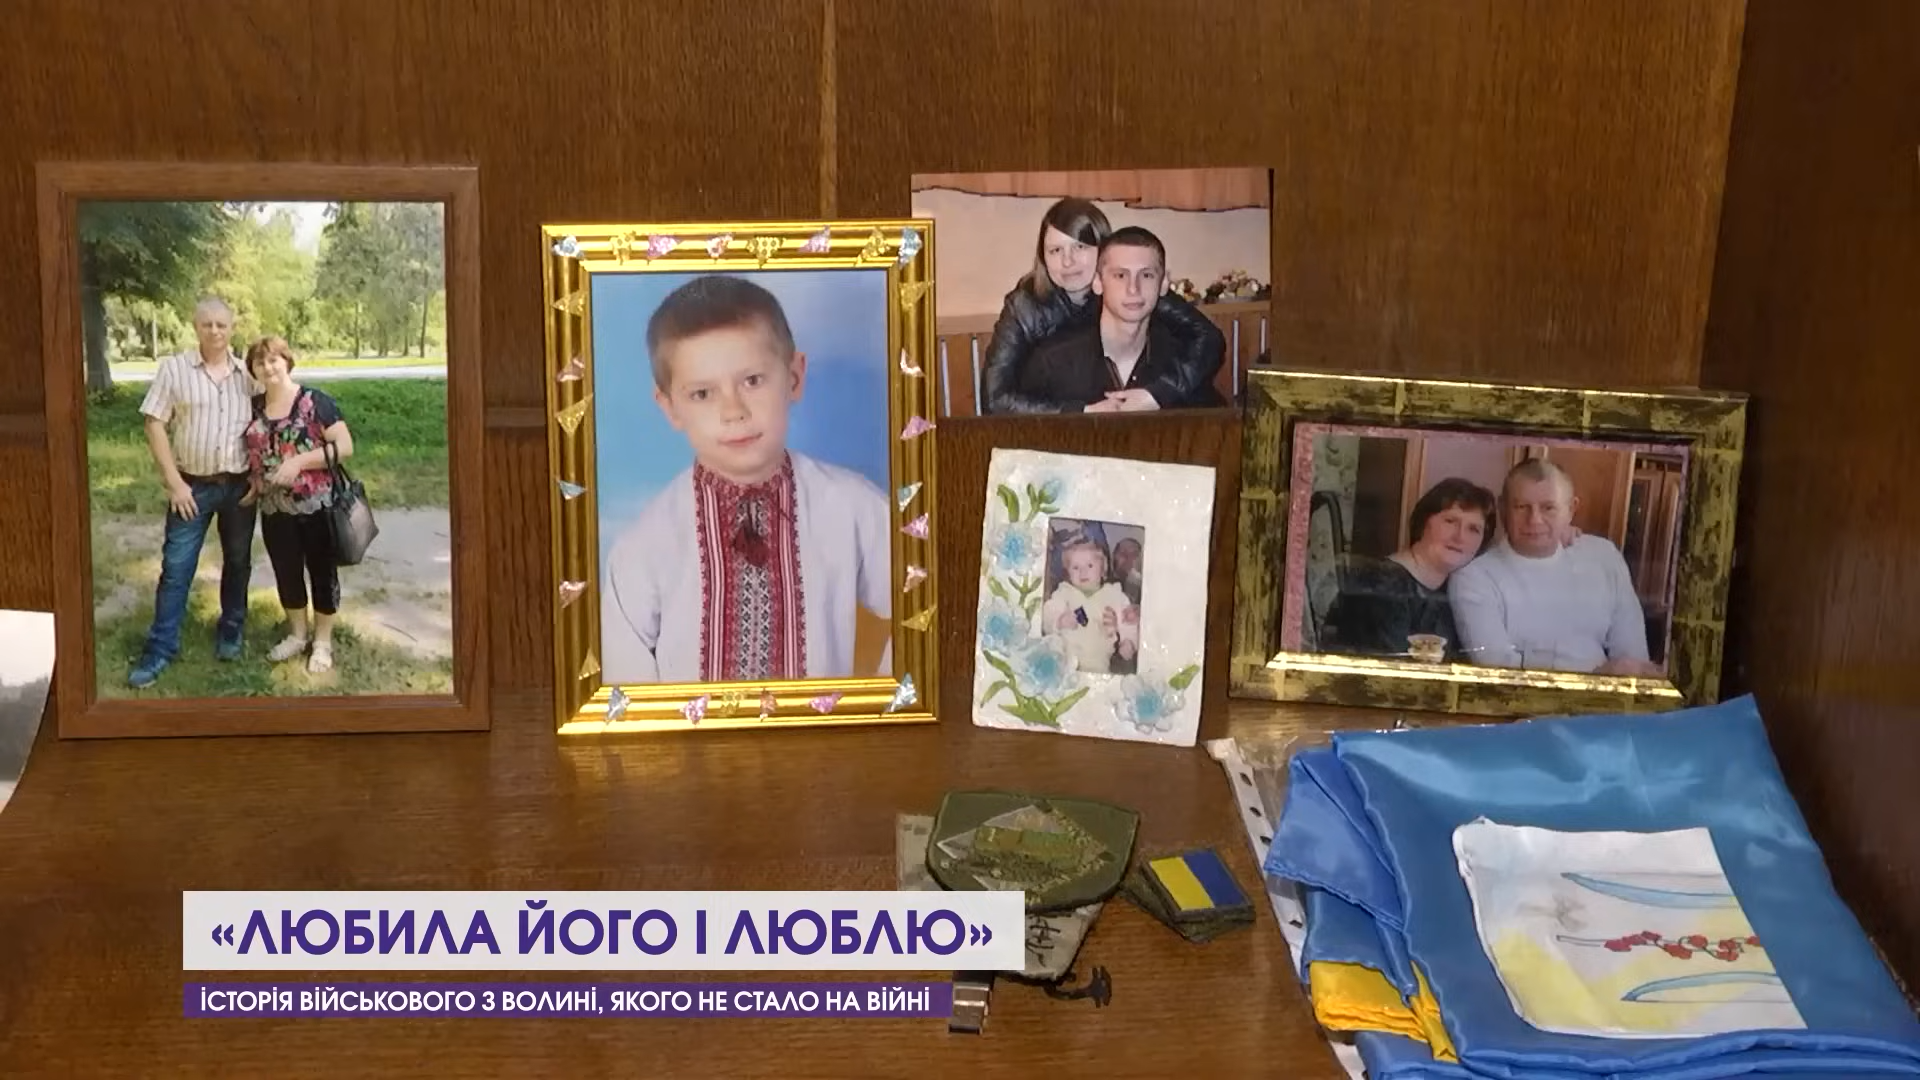 «ЛЮБИЛА ЙОГО І ЛЮБЛЮ»
ІСТОРІЯ ВІЙСЬКОВОГО З ВОЛИНІ, ЯКОГО НЕ СТАЛО НА ВІЙНІ